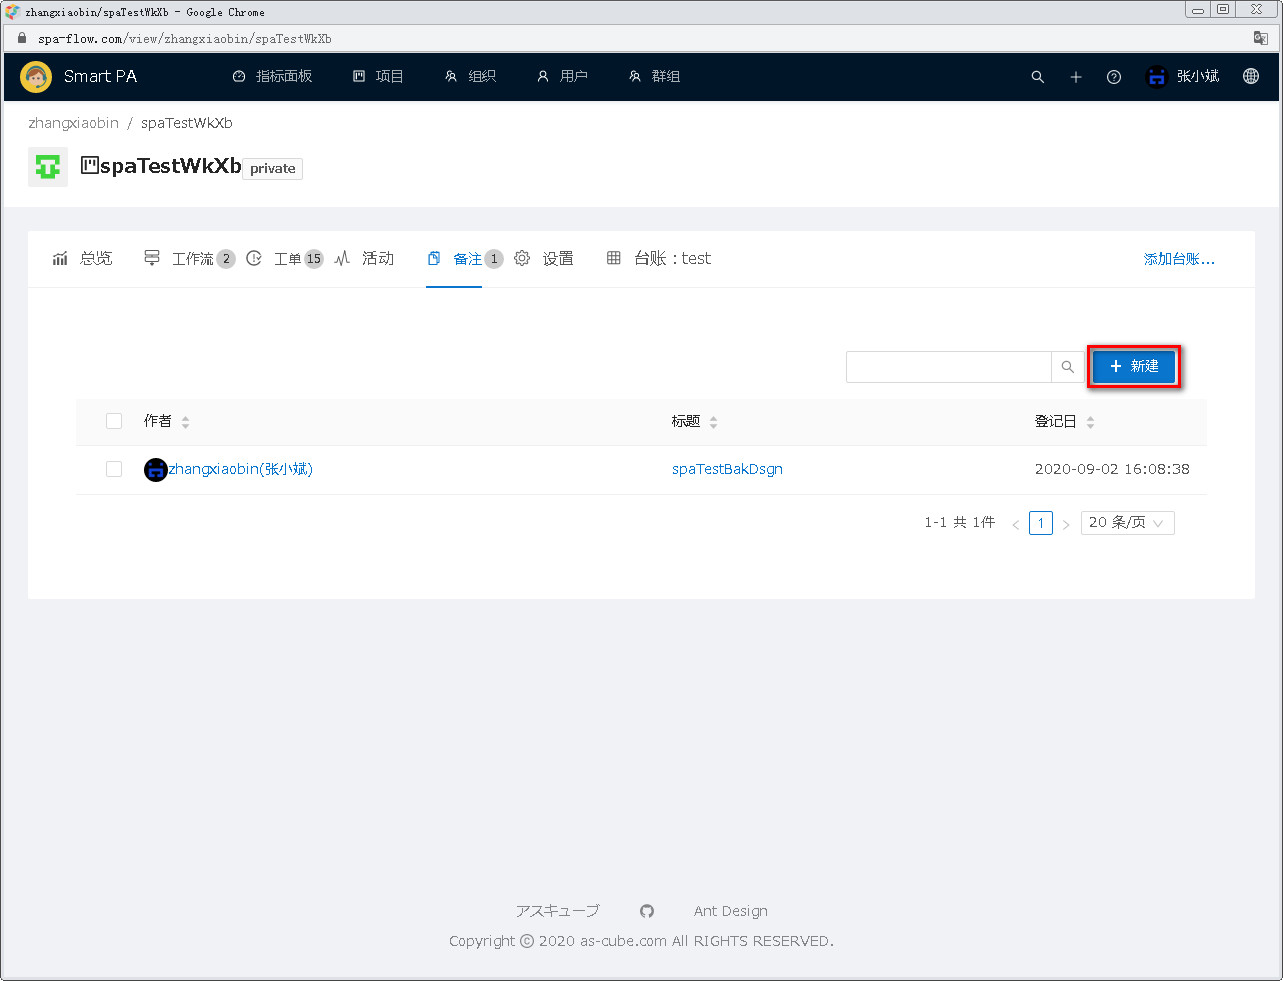 zhangxiaobin/spaTestWkXb - Google Chrome
spa-flow.com/view/zhangxiaobin/spaTestWkXb
Smart PA 指标面板 项目 组织 用户 群组 张小斌
zhangxiaobin / spaTestWkXb
spaTestWkXb private
总览 工作流 2 工单 15 活动 备注 1 设置 台账：test 添加台账...
+ 新建
作者 标题 登记日
zhangxiaobin(张小斌) spaTestBakDsgn 2020-09-02 16:08:38
1-1 共 1件 < 1 > 20 条/页
アスキューブ Ant Design
Copyright © 2020 as-cube.com All RIGHTS RESERVED.